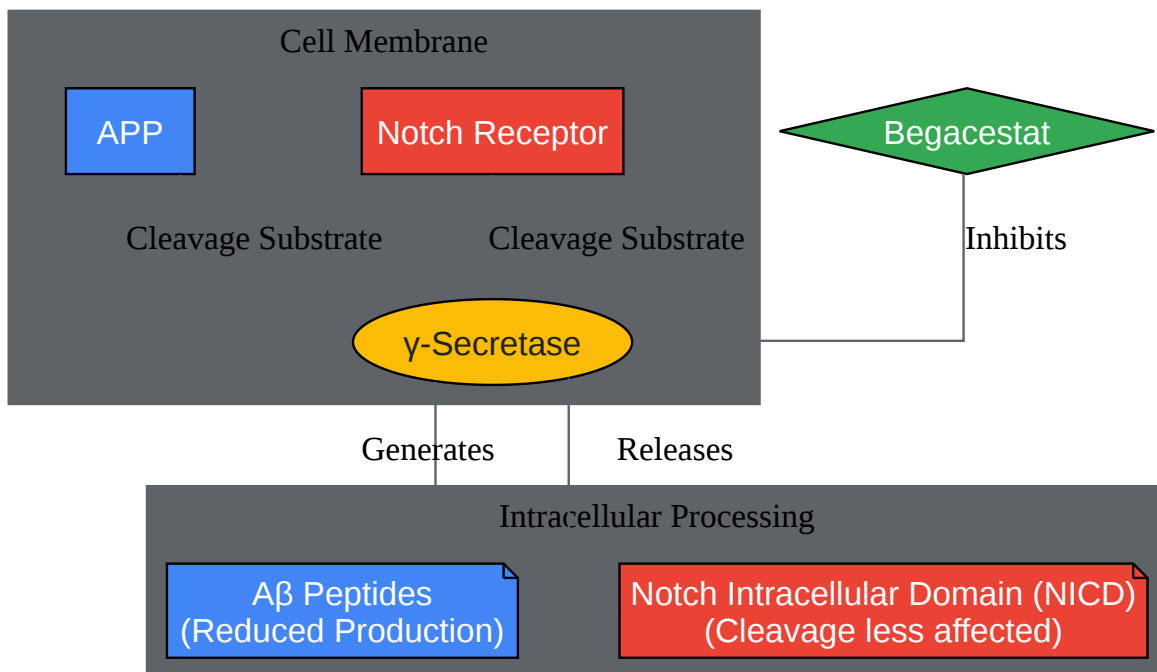 Cell Membrane
APP
Notch Receptor
Begacestat
Cleavage Substrate
Cleavage Substrate
Inhibits
γ-Secretase
Generates
Releases
Intracellular Processing
Aβ Peptides
(Reduced Production)
Notch Intracellular Domain (NICD)
(Cleavage less affected)